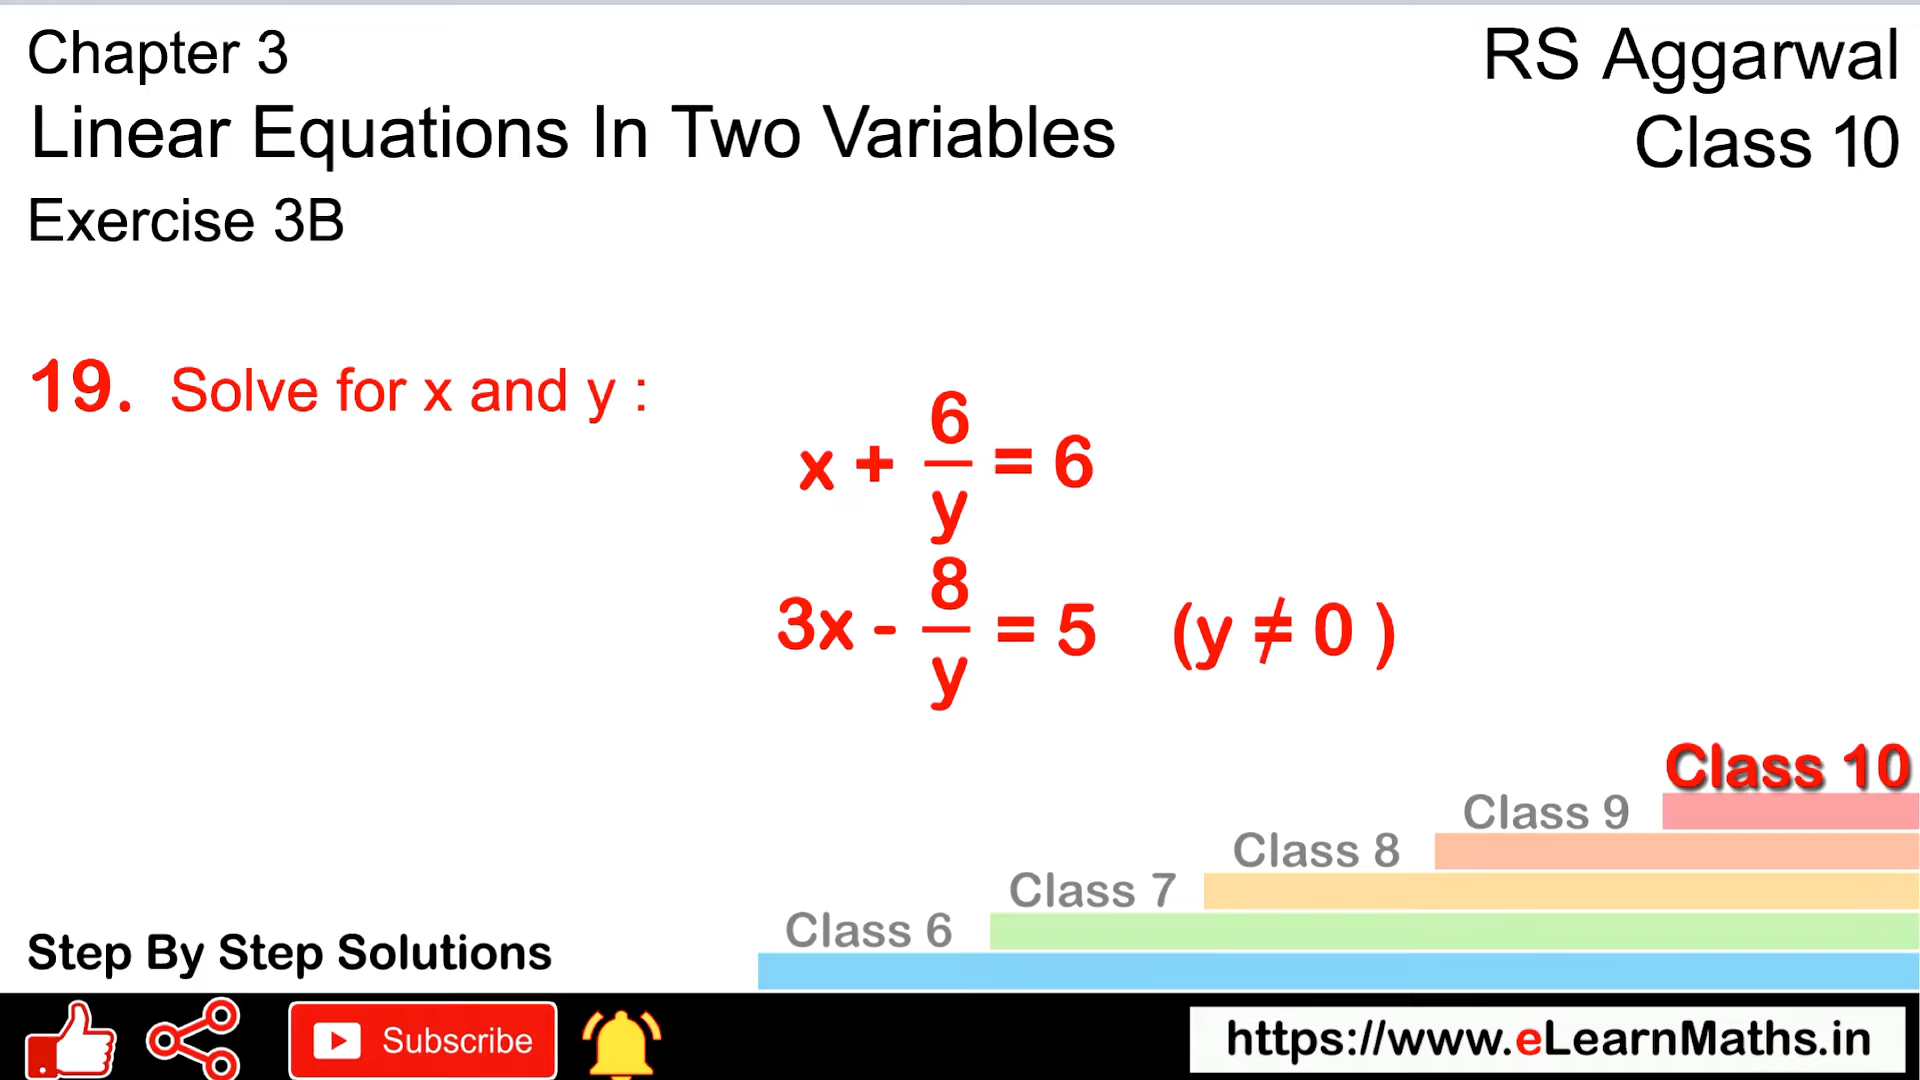 Chapter 3
RS Aggarwal
Linear Equations In Two Variables
Class 10
Exercise 3B
19. Solve for x and y :
x + 6/y = 6
3x - 8/y = 5 (y ≠ 0 )
Class 10
Class 9
Class 8
Class 7
Class 6
Step By Step Solutions
Subscribe
https://www.eLearnMaths.in